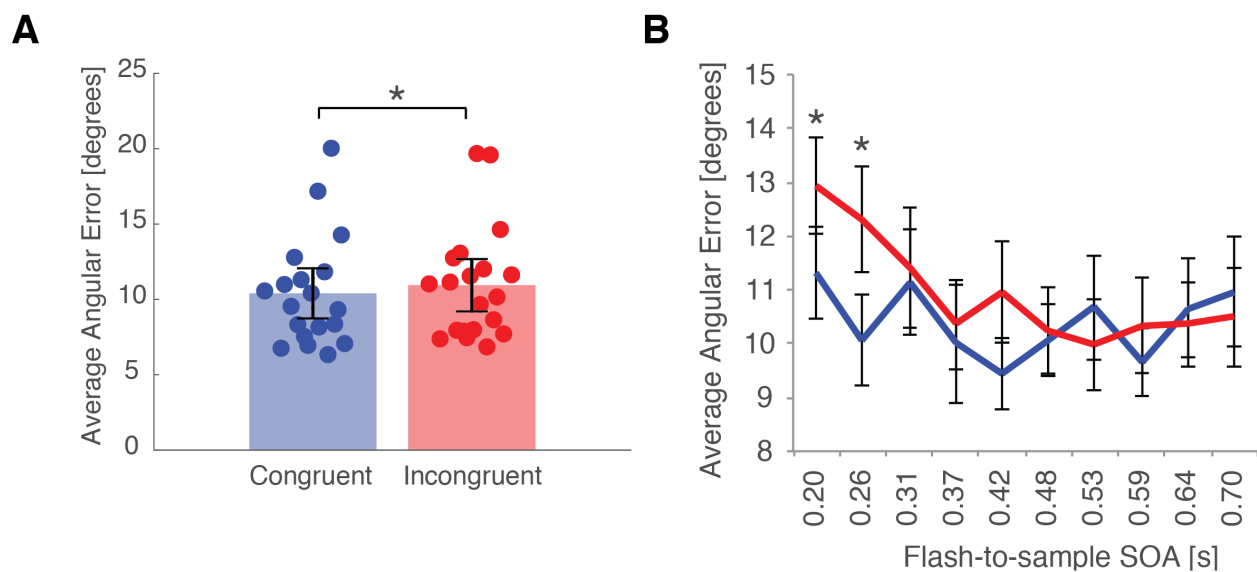 A
Average Angular Error [degrees]
25
20
15
10
5
0
*
Congruent Incongruent
B
Average Angular Error [degrees]
15
14
13
12
11
10
9
8
*
*
0.20 0.26 0.31 0.37 0.42 0.48 0.53 0.59 0.64 0.70
Flash-to-sample SOA [s]